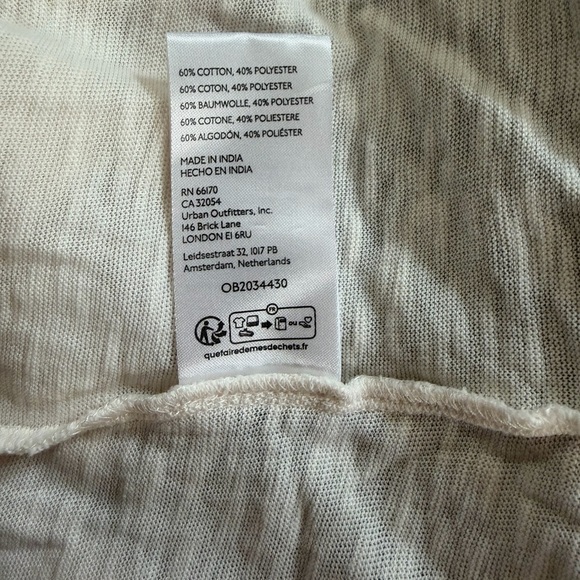 60% COTTON, 40% POLYESTER
60% COTON, 40% POLYESTER
60% BAUMWOLLE, 40% POLYESTER
60% COTONE, 40% POLIESTERE
60% ALGODÓN, 40% POLIÉSTER
MADE IN INDIA
HECHO EN INDIA
RN 66170
CA 32054
Urban Outfitters, Inc.
146 Brick Lane
LONDON E1 6RU
Leidsestraat 32, 1017 PB
Amsterdam, Netherlands
OB2034430
FR
ou
quefairedemesdechets.fr